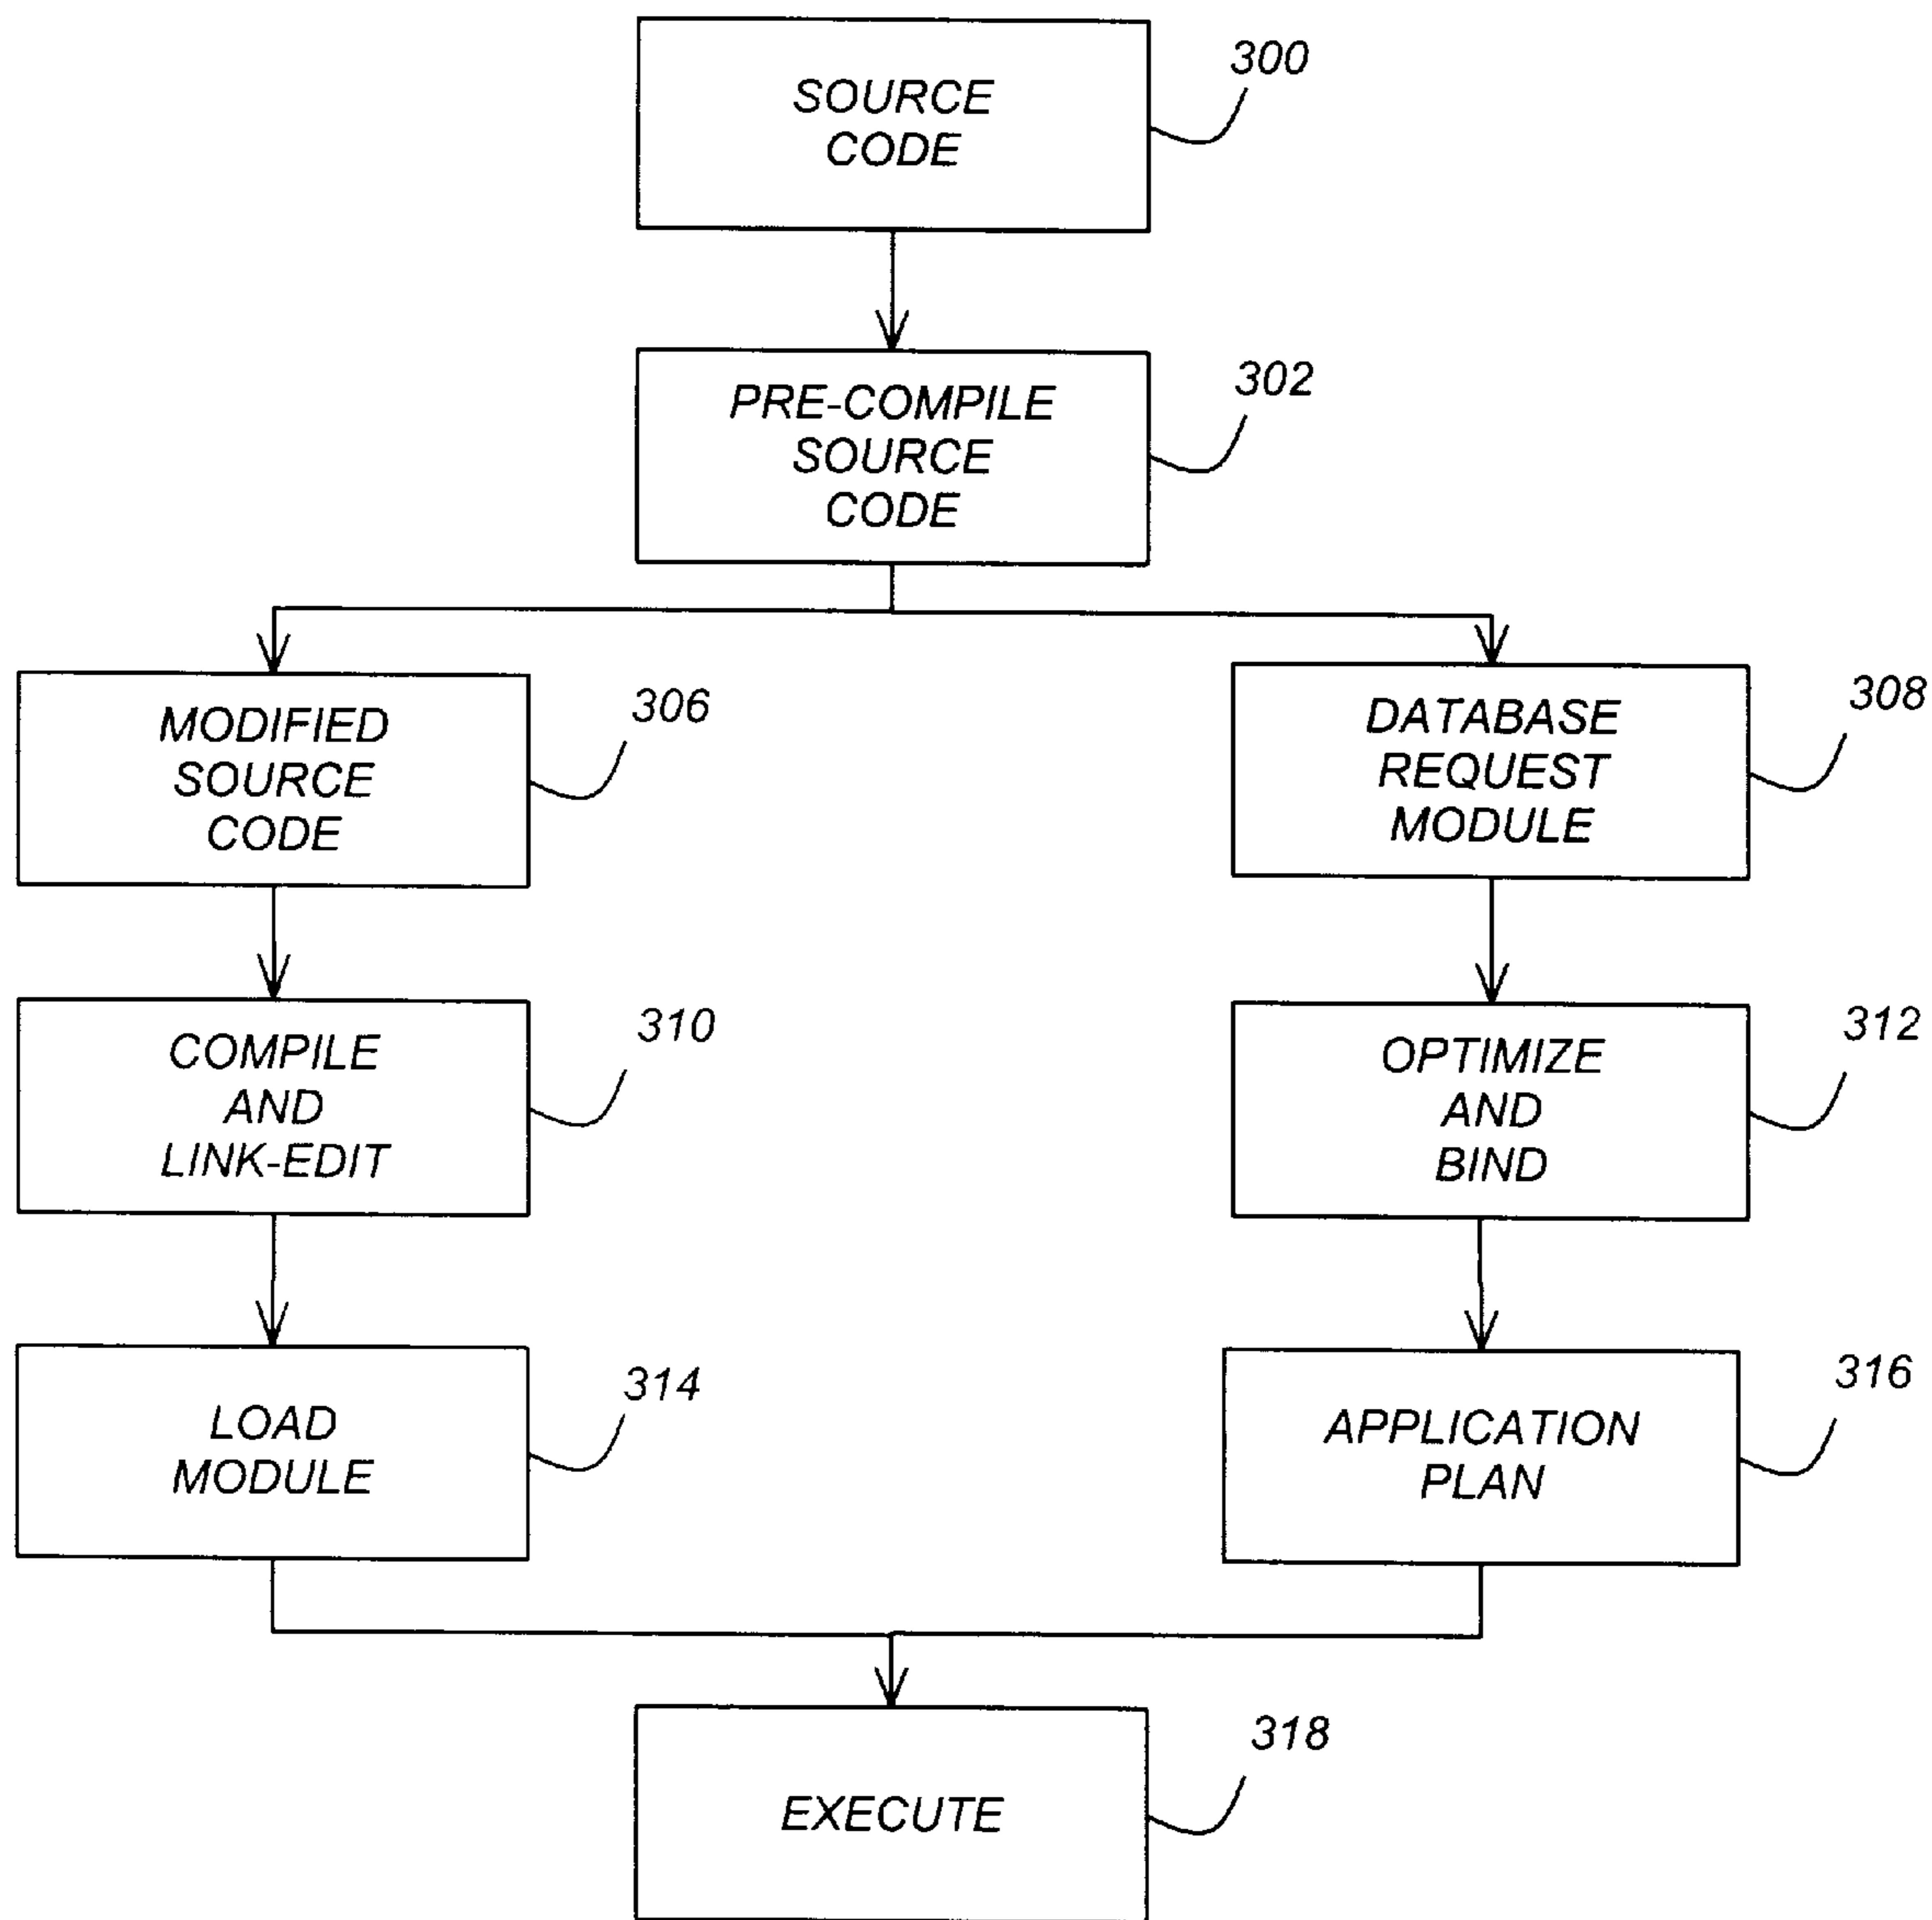 SOURCE
CODE
300
PRE-COMPILE
SOURCE
CODE
302
MODIFIED
SOURCE
CODE
306
DATABASE
REQUEST
MODULE
308
COMPILE
AND
LINK-EDIT
310
OPTIMIZE
AND
BIND
312
LOAD
MODULE
314
APPLICATION
PLAN
316
EXECUTE
318